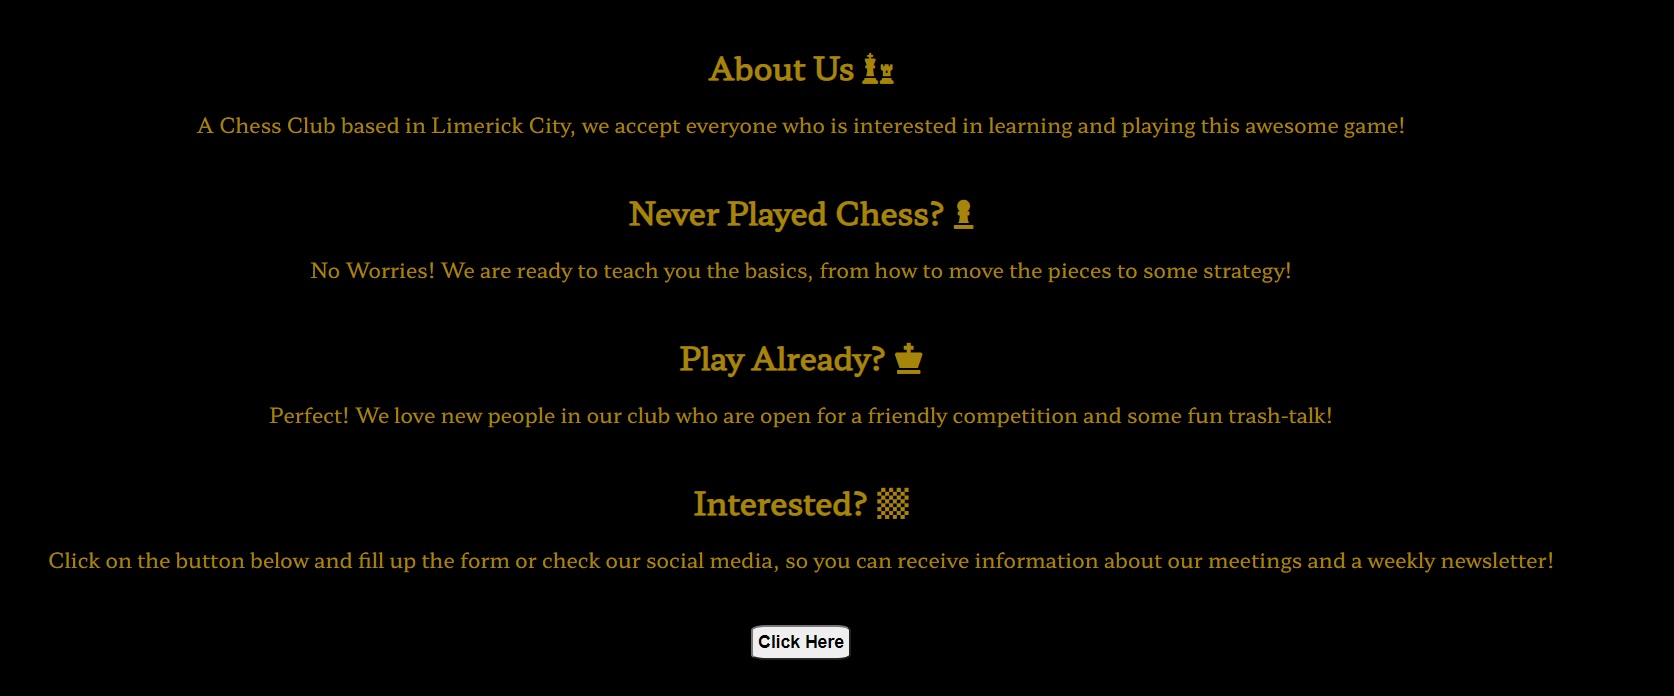 About Us
A Chess Club based in Limerick City, we accept everyone who is interested in learning and playing this awesome game!
Never Played Chess?
No Worries! We are ready to teach you the basics, from how to move the pieces to some strategy!
Play Already?
Perfect! We love new people in our club who are open for a friendly competition and some fun trash-talk!
Interested?
Click on the button below and fill up the form or check our social media, so you can receive information about our meetings and a weekly newsletter!
Click Here